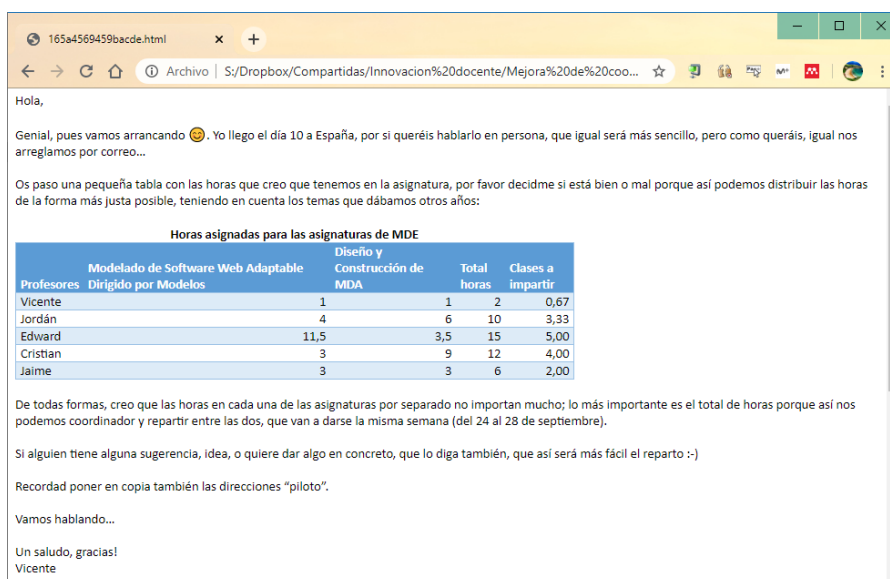 165a4569459bacde.html
Archivo | S:/Dropbox/Compartidas/Innovacion%20docente/Mejora%20de%20coo...
Hola,
Genial, pues vamos arrancando 😊. Yo llego el día 10 a España, por si queréis hablarlo en persona, que igual será más sencillo, pero como queráis, igual nos
arreglamos por correo...
Os paso una pequeña tabla con las horas que creo que tenemos en la asignatura, por favor decidme si está bien o mal porque así podemos distribuir las horas
de la forma más justa posible, teniendo en cuenta los temas que dábamos otros años:
Horas asignadas para las asignaturas de MDE
Profesores Modelado de Software Web Adaptable Dirigido por Modelos Diseño y Construcción de MDA Total horas Clases a impartir
Vicente 1 1 2 0,67
Jordán 4 6 10 3,33
Edward 11,5 3,5 15 5,00
Cristian 3 9 12 4,00
Jaime 3 3 6 2,00
De todas formas, creo que las horas en cada una de las asignaturas por separado no importan mucho; lo más importante es el total de horas porque así nos
podemos coordinador y repartir entre las dos, que van a darse la misma semana (del 24 al 28 de septiembre).
Si alguien tiene alguna sugerencia, idea, o quiere dar algo en concreto, que lo diga también, que así será más fácil el reparto :-)
Recordad poner en copia también las direcciones “piloto”.
Vamos hablando...
Un saludo, gracias!
Vicente